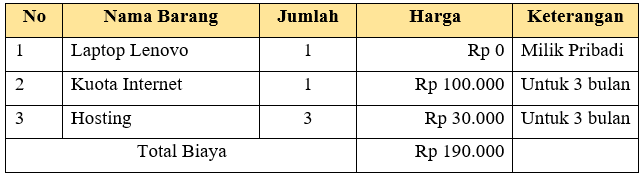 No Nama Barang Jumlah Harga Keterangan
1 Laptop Lenovo 1 Rp 0 Milik Pribadi
2 Kuota Internet 1 Rp 100.000 Untuk 3 bulan
3 Hosting 3 Rp 30.000 Untuk 3 bulan
Total Biaya Rp 190.000